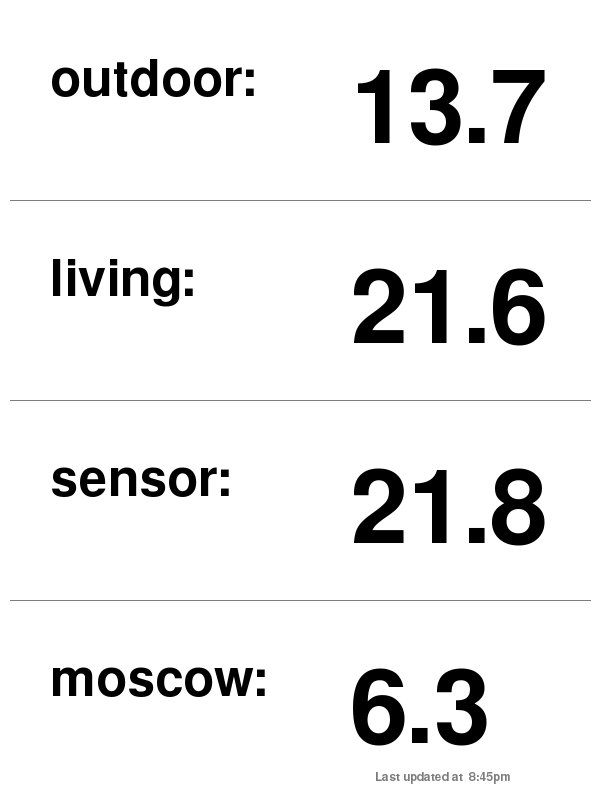 outdoor: 13.7
living: 21.6
sensor: 21.8
moscow: 6.3
Last updated at 8:45pm